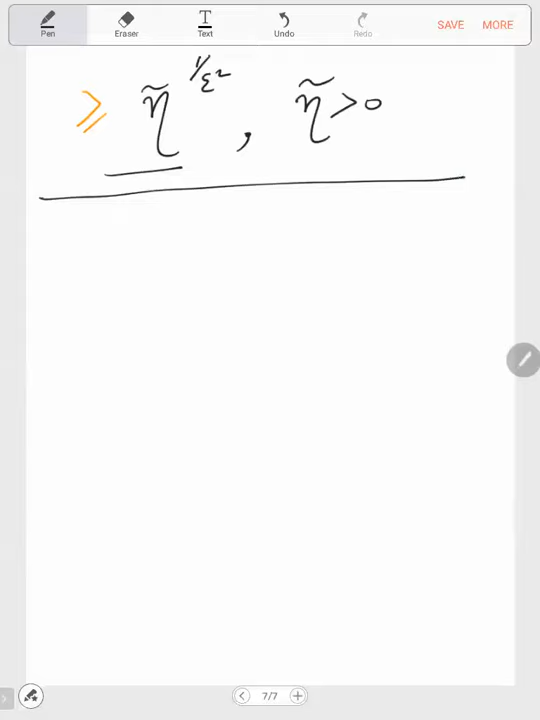 Pen Eraser Text Undo Redo SAVE MORE
≥ η̃^{1/ε²} , η̃ > 0
7/7